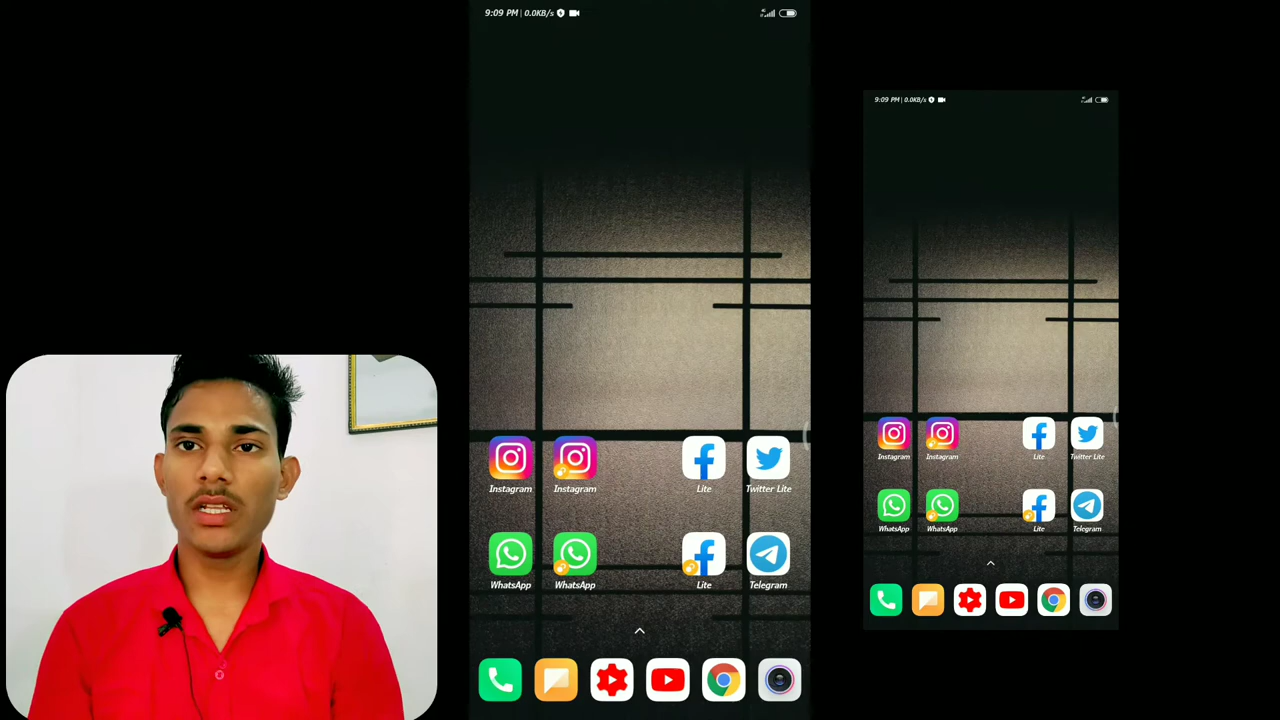 9:09 PM | 0.0KB/s
Instagram
Instagram
Lite
Twitter Lite
WhatsApp
WhatsApp
Lite
Telegram
9:09 PM | 0.0KB/s
Instagram
Instagram
Lite
Twitter Lite
WhatsApp
WhatsApp
Lite
Telegram